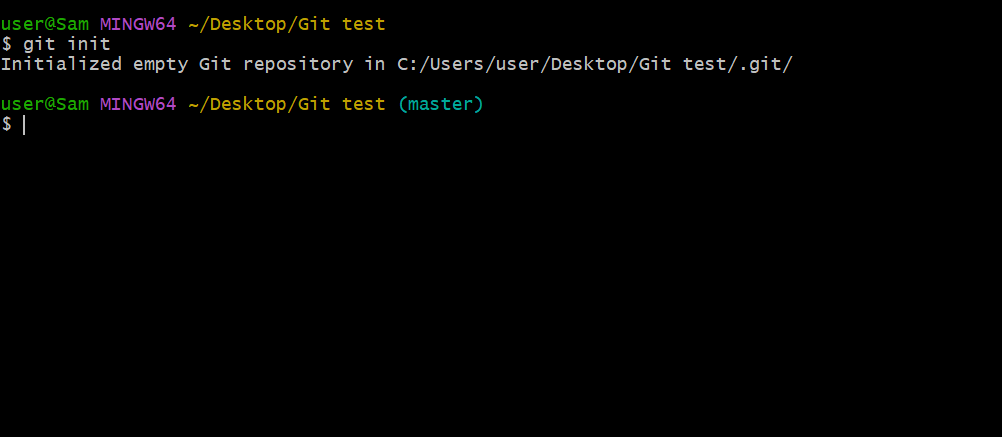 user@Sam MINGW64 ~/Desktop/Git test
$ git init
Initialized empty Git repository in C:/Users/user/Desktop/Git test/.git/
user@Sam MINGW64 ~/Desktop/Git test (master)
$